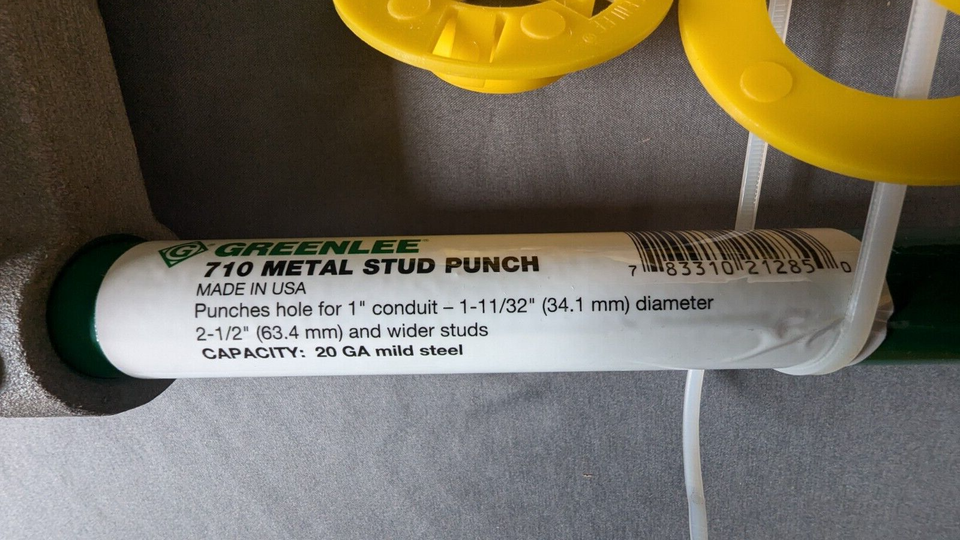 G GREENLEE
710 METAL STUD PUNCH
MADE IN USA
Punches hole for 1" conduit – 1-11/32" (34.1 mm) diameter
2-1/2" (63.4 mm) and wider studs
CAPACITY: 20 GA mild steel
7 83310 21285 0